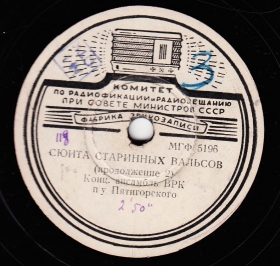 3
КОМИТЕТ
ПО РАДИОФИКАЦИИ и РАДИОВЕЩАНИЮ
ПРИ СОВЕТЕ МИНИСТРОВ СССР
ФАБРИКА ЗВУКОЗАПИСИ
МГФ 5196
СЮИТА СТАРИННЫХ ВАЛЬСОВ
(продолжение 2)
Конц. ансамбль ВРК
п/у Пятигорского
2'50"